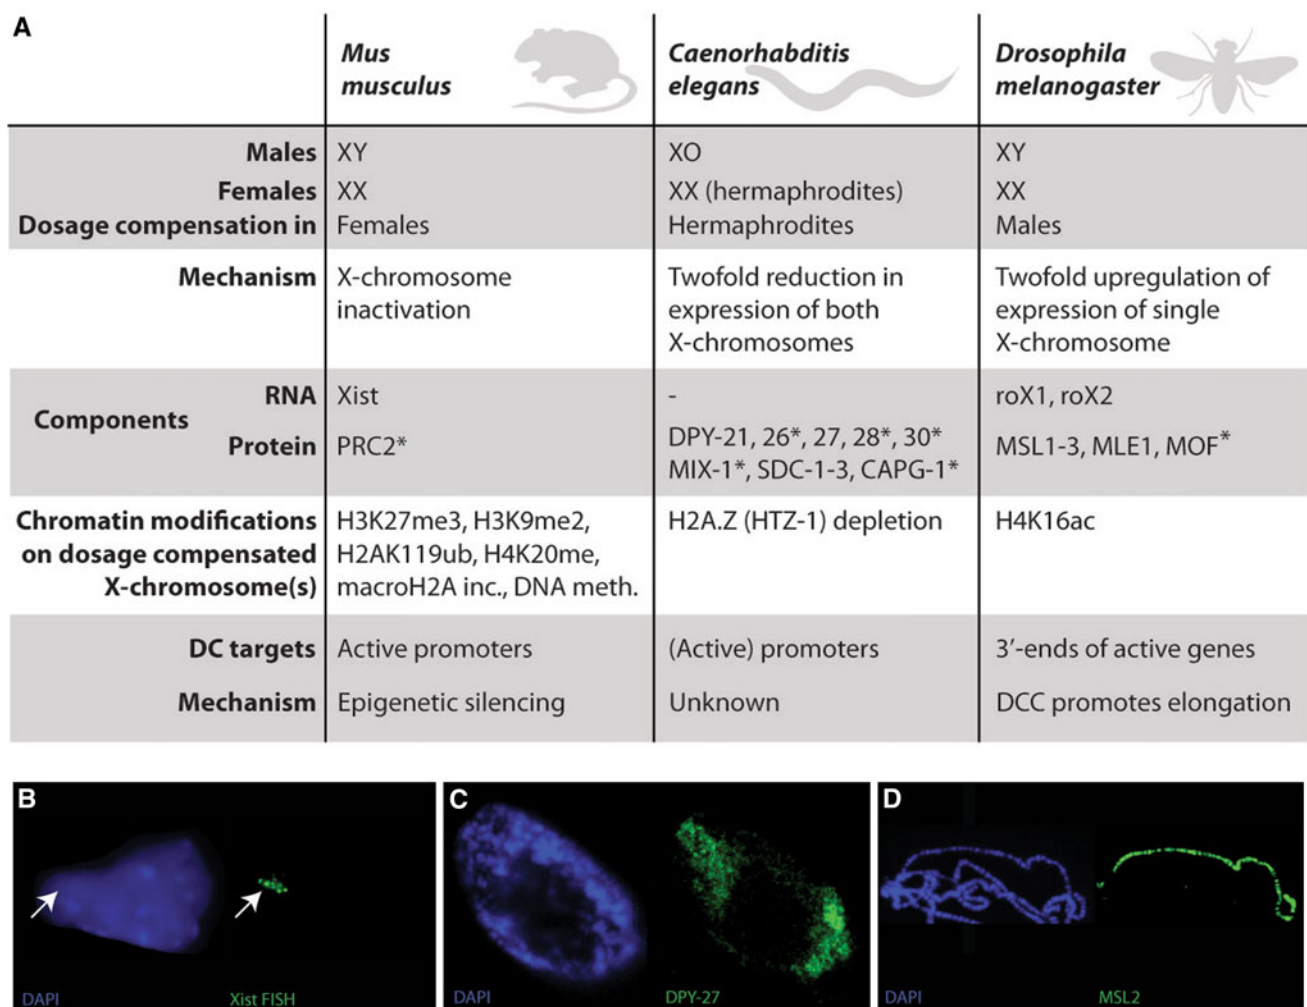 A
Mus musculus
Caenorhabditis elegans
Drosophila melanogaster
Males XY XO XY
Females XX XX (hermaphrodites) XX
Dosage compensation in Females Hermaphrodites Males
Mechanism X-chromosome inactivation
Twofold reduction in expression of both X-chromosomes
Twofold upregulation of expression of single X-chromosome
Components
RNA Xist - roX1, roX2
Protein PRC2*
DPY-21, 26*, 27, 28*, 30*
MIX-1*, SDC-1-3, CAPG-1*
MSL1-3, MLE1, MOF*
Chromatin modifications
on dosage compensated
X-chromosome(s)
H3K27me3, H3K9me2,
H2AK119ub, H4K20me,
macroH2A inc., DNA meth.
H2A.Z (HTZ-1) depletion
H4K16ac
DC targets Active promoters (Active) promoters 3'-ends of active genes
Mechanism Epigenetic silencing Unknown DCC promotes elongation
B
DAPI Xist FISH
C
DAPI DPY-27
D
DAPI MSL2